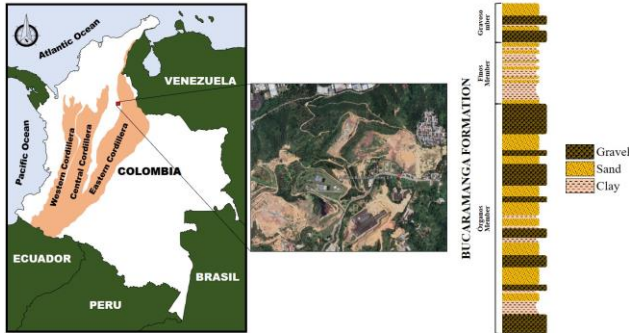 Atlantic Ocean
VENEZUELA
Pacific Ocean
Western Cordillera
Central Cordillera
Eastern Cordillera
COLOMBIA
ECUADOR
BRASIL
PERU
BUCARAMANGA FORMATION
Gravoso
mber
Finos
Member
Organos
Member
Gravel
Sand
Clay